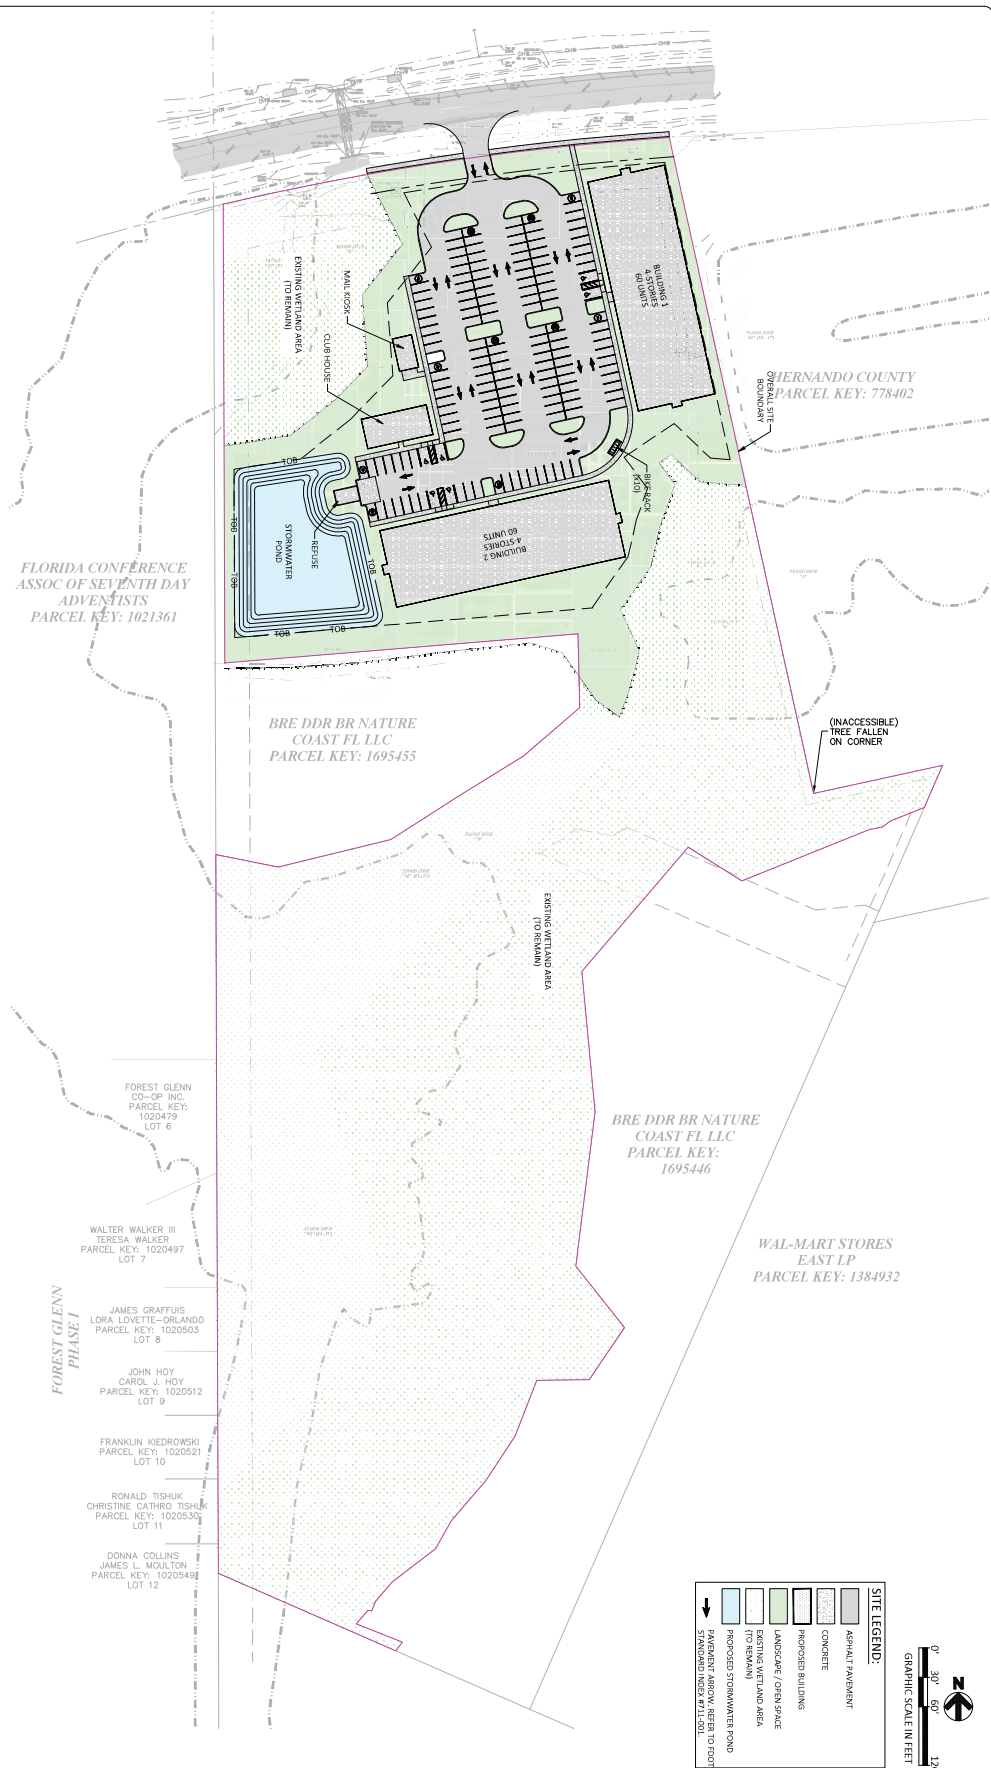 BUILDING 1
4-STORIES
60 UNITS
MAIL KIOSK
EXISTING WETLAND AREA
(TO REMAIN)
CLUB HOUSE
HERNANDO COUNTY
PARCEL KEY: 778402
OVERALL SITE
BOUNDARY
BIKE RACK
(X10)
BUILDING 2
4-STORIES
60 UNITS
TOB
TOB
TOB
TOB
TOB
TOB
REFUSE
STORMWATER
POND
FLORIDA CONFERENCE
ASSOC OF SEVENTH DAY
ADVENTISTS
PARCEL KEY: 1021361
BRE DDR BR NATURE
COAST FL LLC
PARCEL KEY: 1695455
(INACCESSIBLE)
TREE FALLEN
ON CORNER
EXISTING WETLAND AREA
(TO REMAIN)
FOREST GLENN
CO-OP INC.
PARCEL KEY:
1020479
LOT 6
BRE DDR BR NATURE
COAST FL LLC
PARCEL KEY:
1695446
WALTER WALKER III
TERESA WALKER
PARCEL KEY: 1020497
LOT 7
WAL-MART STORES
EAST LP
PARCEL KEY: 1384932
JAMES GRAFFUIS
LORA LOVETTE-ORLANDO
PARCEL KEY: 1020503
LOT 8
FOREST GLENN
PHASE I
JOHN HOY
CAROL J. HOY
PARCEL KEY: 1020512
LOT 9
FRANKLIN KIEDROWSKI
PARCEL KEY: 1020521
LOT 10
RONALD TISHUK
CHRISTINE CATHRO TISHUK
PARCEL KEY: 1020530
LOT 11
DONNA COLLINS
JAMES L. MOULTON
PARCEL KEY: 1020549
LOT 12
SITE LEGEND:
ASPHALT PAVEMENT
CONCRETE
PROPOSED BUILDING
LANDSCAPE / OPEN SPACE
EXISTING WETLAND AREA
(TO REMAIN)
PROPOSED STORMWATER POND
PAVEMENT ARROW. REFER TO FDOT
STANDARD INDEX #711-001.
N
0' 30' 60'
GRAPHIC SCALE IN FEET